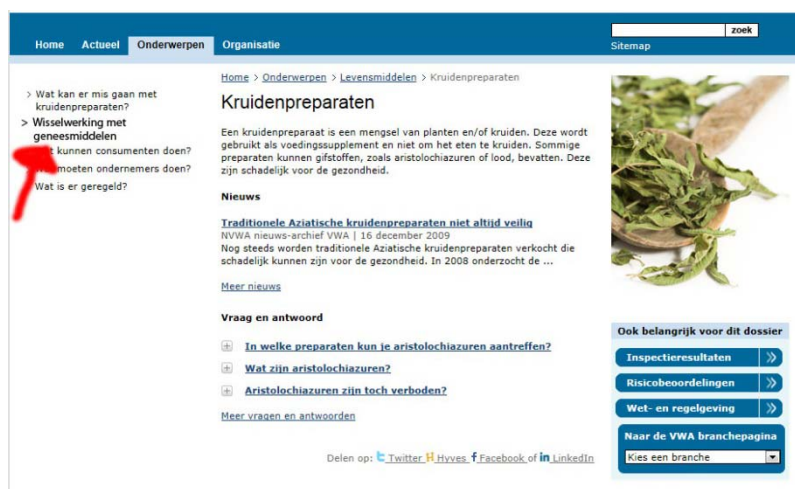 zoek
Home Actueel Onderwerpen Organisatie
Sitemap
Home > Onderwerpen > Levensmiddelen > Kruidenpreparaten
> Wat kan er mis gaan met
kruidenpreparaten?
> Wisselwerking met
geneesmiddelen
kunnen consumenten doen?
moeten ondernemers doen?
Wat is er geregeld?
Kruidenpreparaten
Een kruidenpreparaat is een mengsel van planten en/of kruiden. Deze wordt
gebruikt als voedingssupplement en niet om het eten te kruiden. Sommige
preparaten kunnen gifstoffen, zoals aristolochiazuren of lood, bevatten. Deze
zijn schadelijk voor de gezondheid.
Nieuws
Traditionele Aziatische kruidenpreparaten niet altijd veilig
NVWA nieuws-archief VWA | 16 december 2009
Nog steeds worden traditionele Aziatische kruidenpreparaten verkocht die
schadelijk kunnen zijn voor de gezondheid. In 2008 onderzocht de ...
Meer nieuws
Vraag en antwoord
In welke preparaten kun je aristolochiazuren aantreffen?
Wat zijn aristolochiazuren?
Aristolochiazuren zijn toch verboden?
Meer vragen en antwoorden
Delen op: Twitter Hyves Facebook of LinkedIn
Ook belangrijk voor dit dossier
Inspectieresultaten
Risicobeoordelingen
Wet- en regelgeving
Naar de VWA branchepagina
Kies een branche